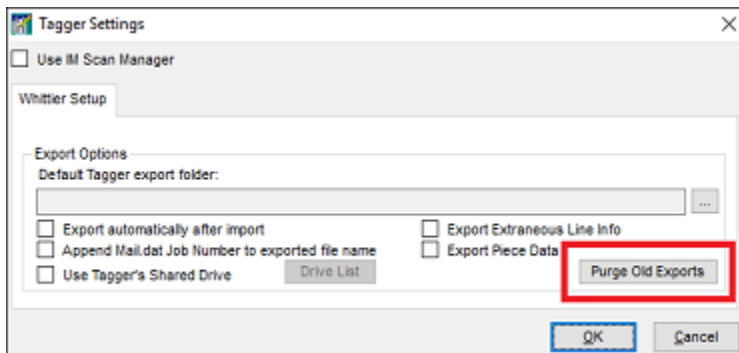 Tagger Settings
Use IM Scan Manager
Whittier Setup
Export Options
Default Tagger export folder:
...
Export automatically after import
Export Extraneous Line Info
Append Mail.dat Job Number to exported file name
Export Piece Data
Use Tagger's Shared Drive
Drive List
Purge Old Exports
OK
Cancel